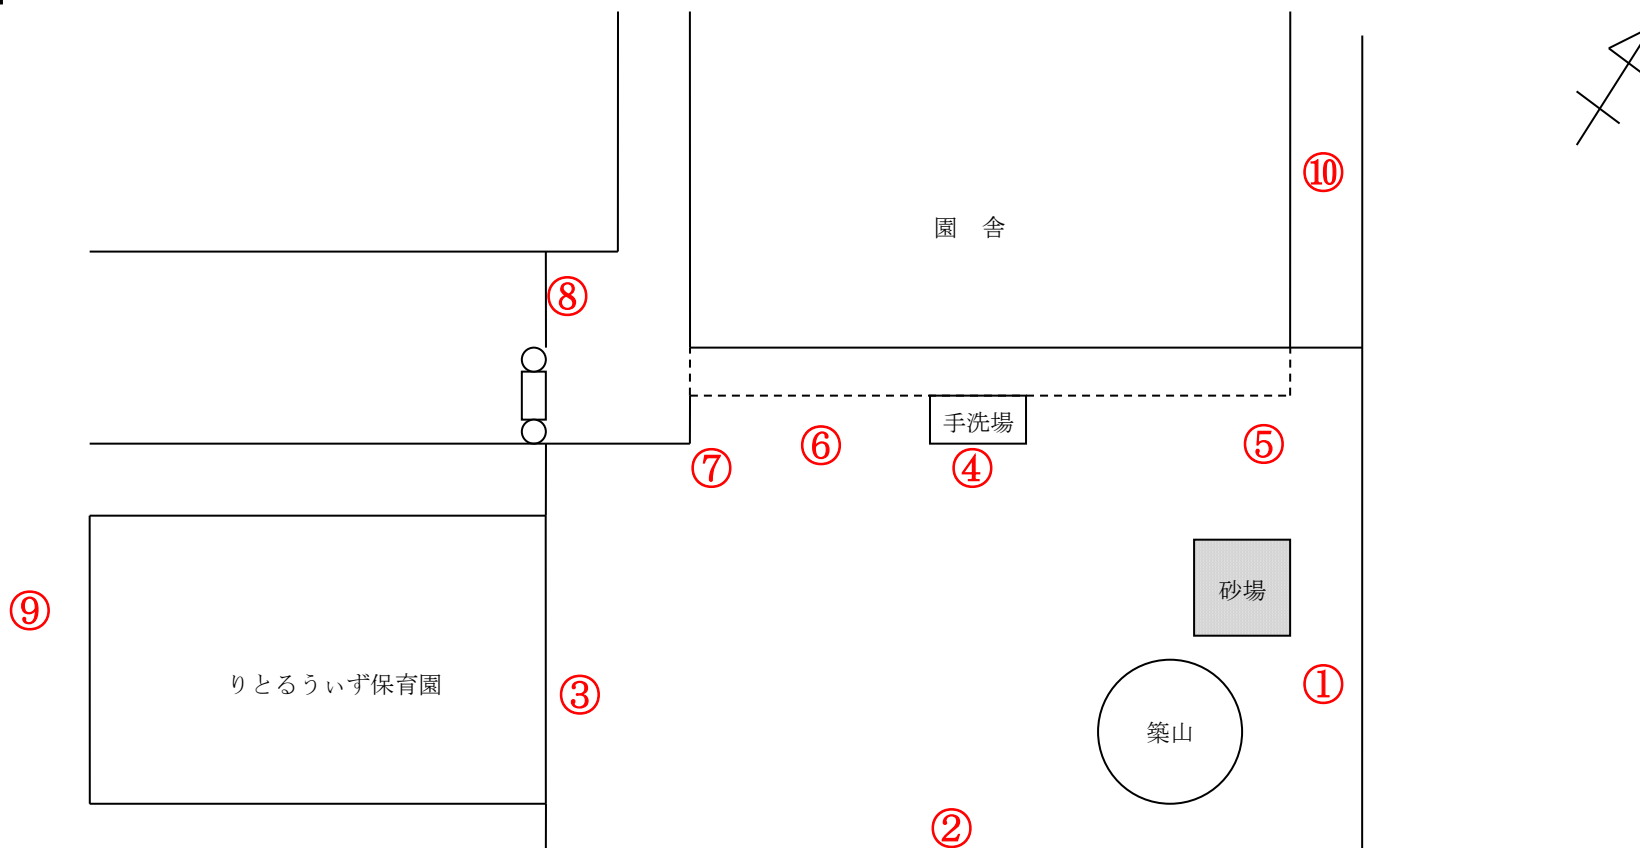 ⑩
園　舎
⑧
手洗場
⑥
⑤
⑦
④
砂場
⑨
りとるうぃず保育園
③
①
築山
②